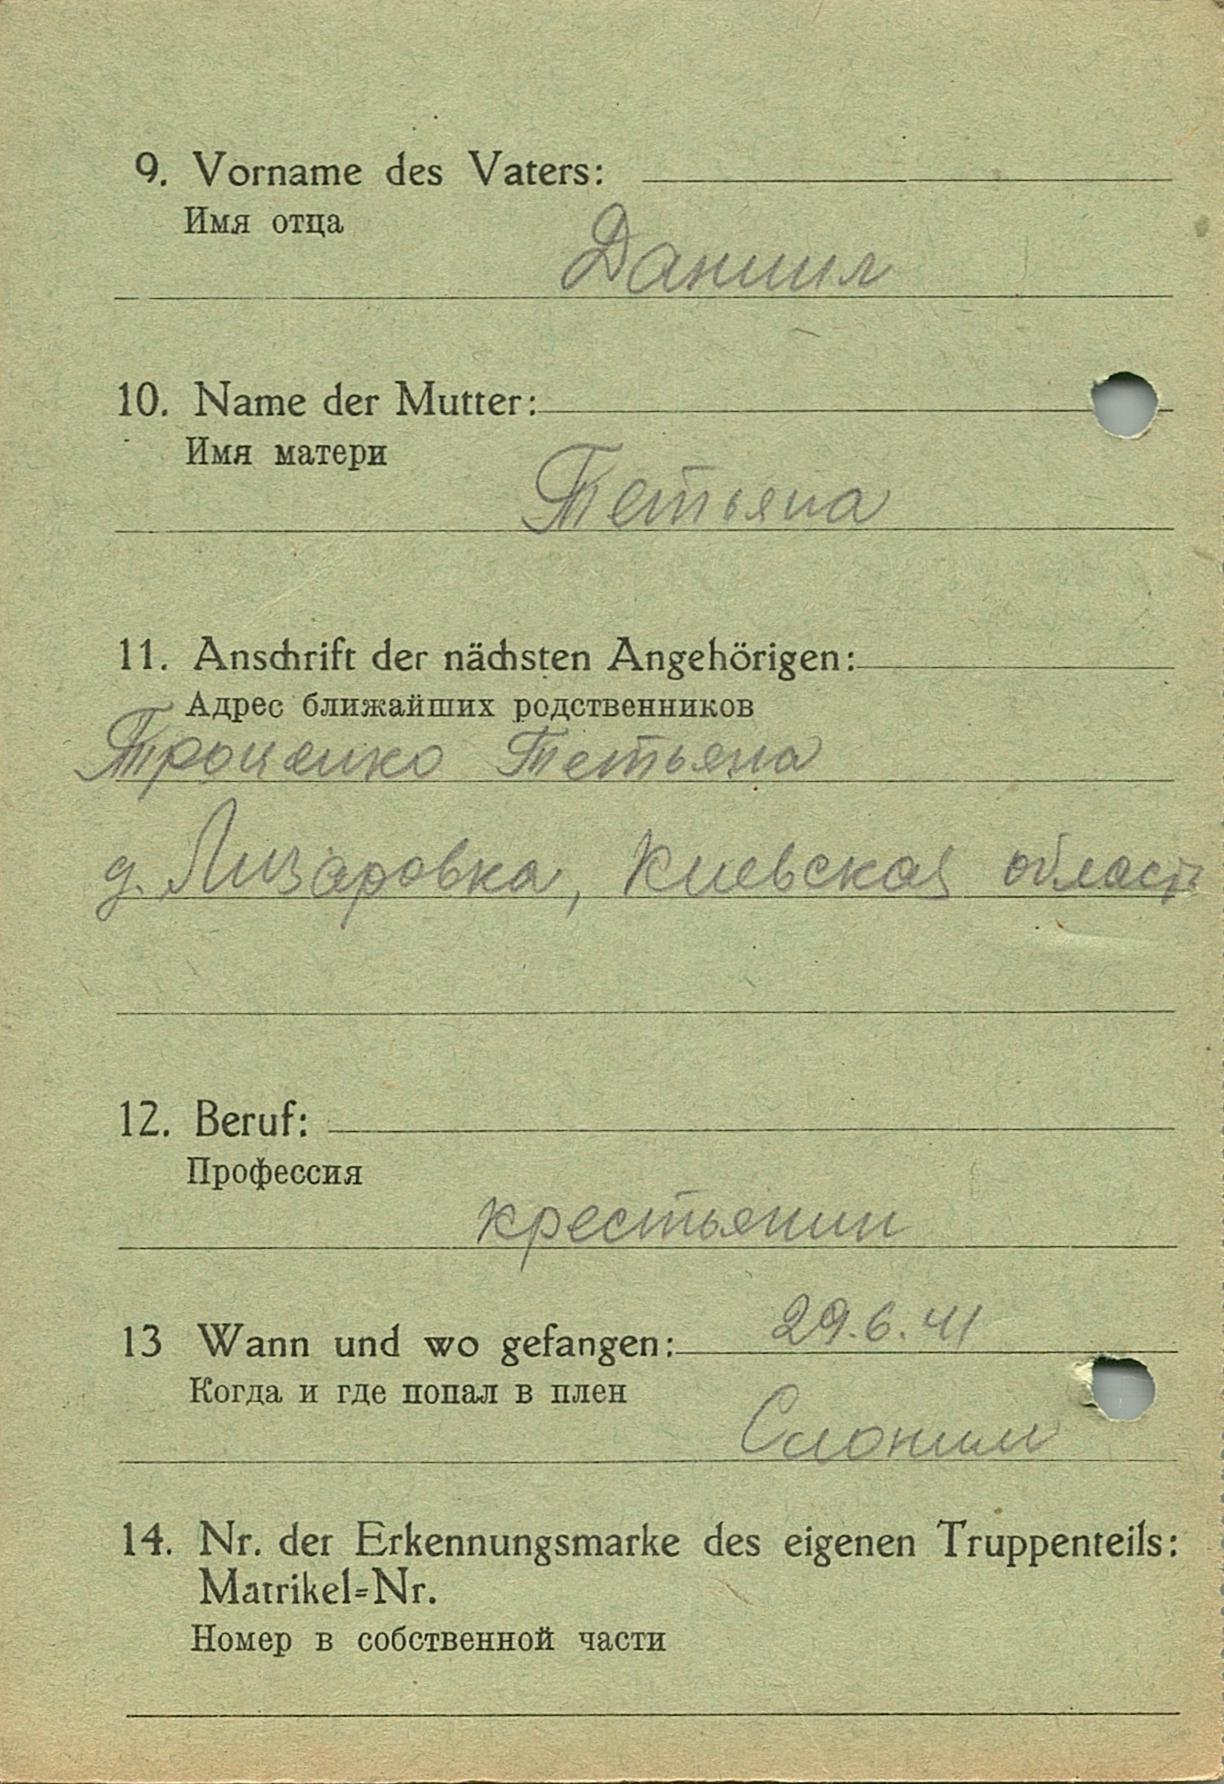 9. Vorname des Vaters:
Имя отца
Даниил
10. Name der Mutter:
Имя матери
Тетьяна
11. Anschrift der nächsten Angehörigen:
Адрес ближайших родственников
Троценко Тетьяна
д. Лизаровка, Киевская област
12. Beruf:
Профессия
крестьянин
13 Wann und wo gefangen: 29.6.41
Когда и где попал в плен
Слоним
14. Nr. der Erkennungsmarke des eigenen Truppenteils:
Matrikel=Nr.
Номер в собственной части